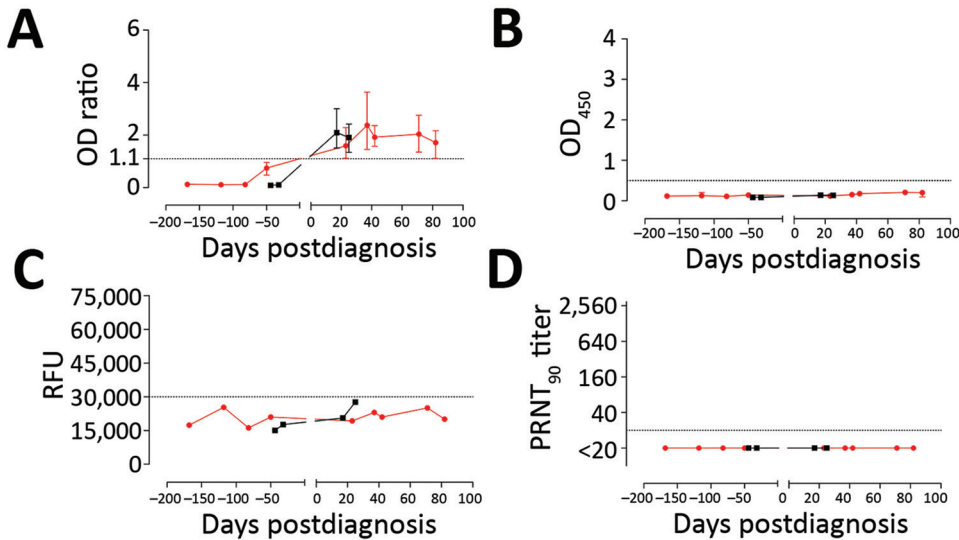 A
OD ratio
6
4
2
1.1
0
−200 −150 −100 −50 0 20 40 60 80 100
Days postdiagnosis
B
OD450
4
3
2
1
0
−200 −150 −100 −50 0 20 40 60 80 100
Days postdiagnosis
C
RFU
75,000
60,000
45,000
30,000
15,000
0
−200 −150 −100 −50 0 20 40 60 80 100
Days postdiagnosis
D
PRNT90 titer
2,560
640
160
40
<20
−200 −150 −100 −50 0 20 40 60 80 100
Days postdiagnosis